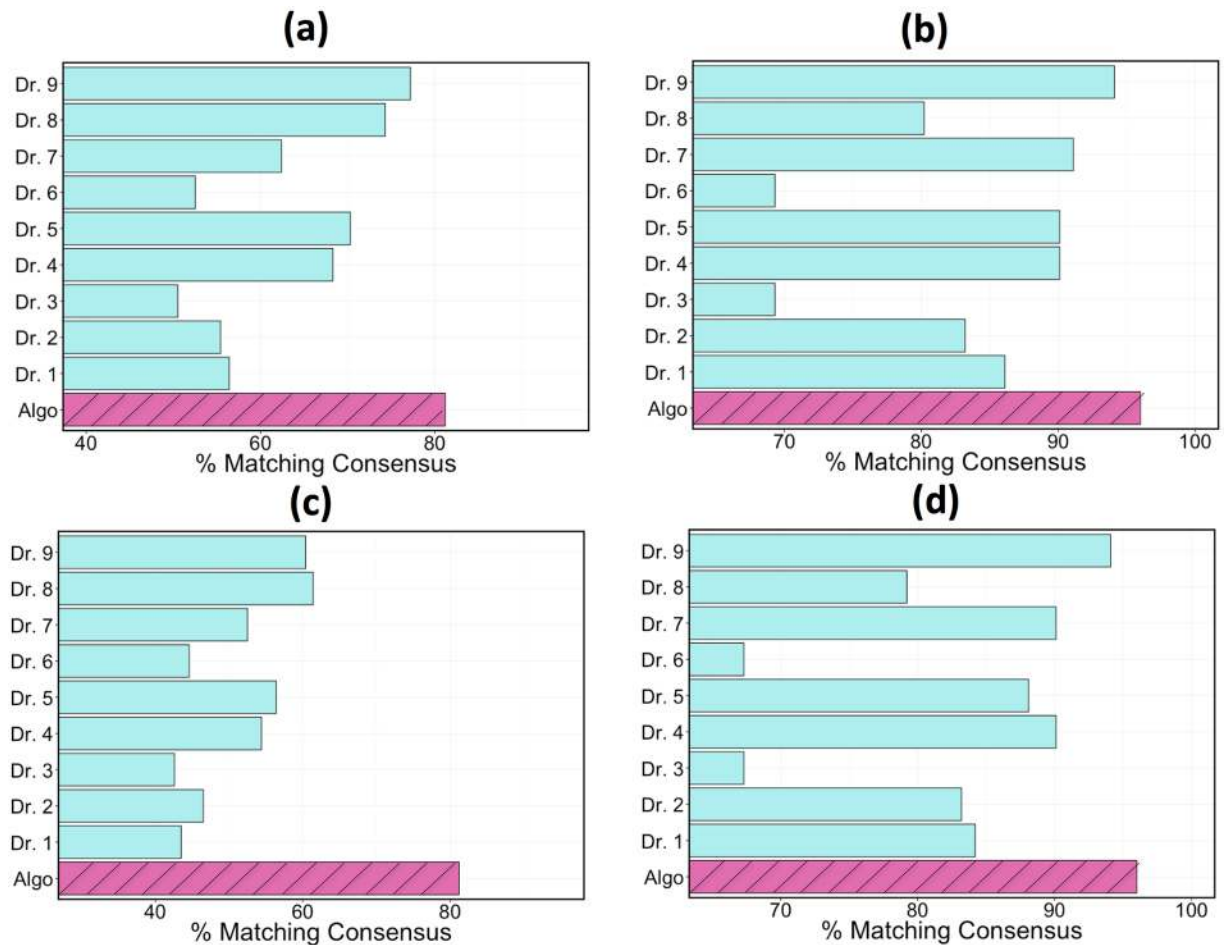 (a)
Dr. 9
Dr. 8
Dr. 7
Dr. 6
Dr. 5
Dr. 4
Dr. 3
Dr. 2
Dr. 1
Algo
40 60 80
% Matching Consensus
(b)
Dr. 9
Dr. 8
Dr. 7
Dr. 6
Dr. 5
Dr. 4
Dr. 3
Dr. 2
Dr. 1
Algo
70 80 90 100
% Matching Consensus
(c)
Dr. 9
Dr. 8
Dr. 7
Dr. 6
Dr. 5
Dr. 4
Dr. 3
Dr. 2
Dr. 1
Algo
40 60 80
% Matching Consensus
(d)
Dr. 9
Dr. 8
Dr. 7
Dr. 6
Dr. 5
Dr. 4
Dr. 3
Dr. 2
Dr. 1
Algo
70 80 90 100
% Matching Consensus